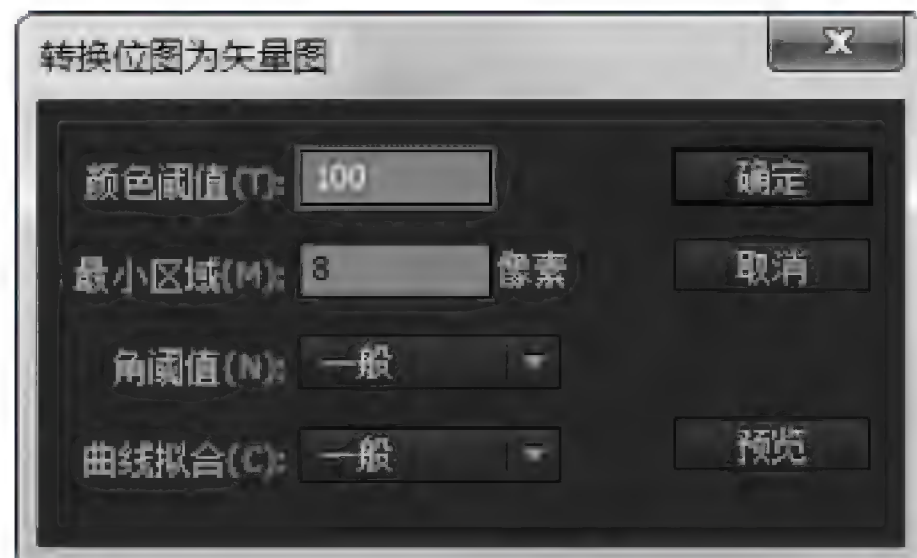 转换位图为矢量图
颜色阈值(T): 100 确定
最小区域(M): 8 像素 取消
角阈值(N): 一般
曲线拟合(C): 一般 预览